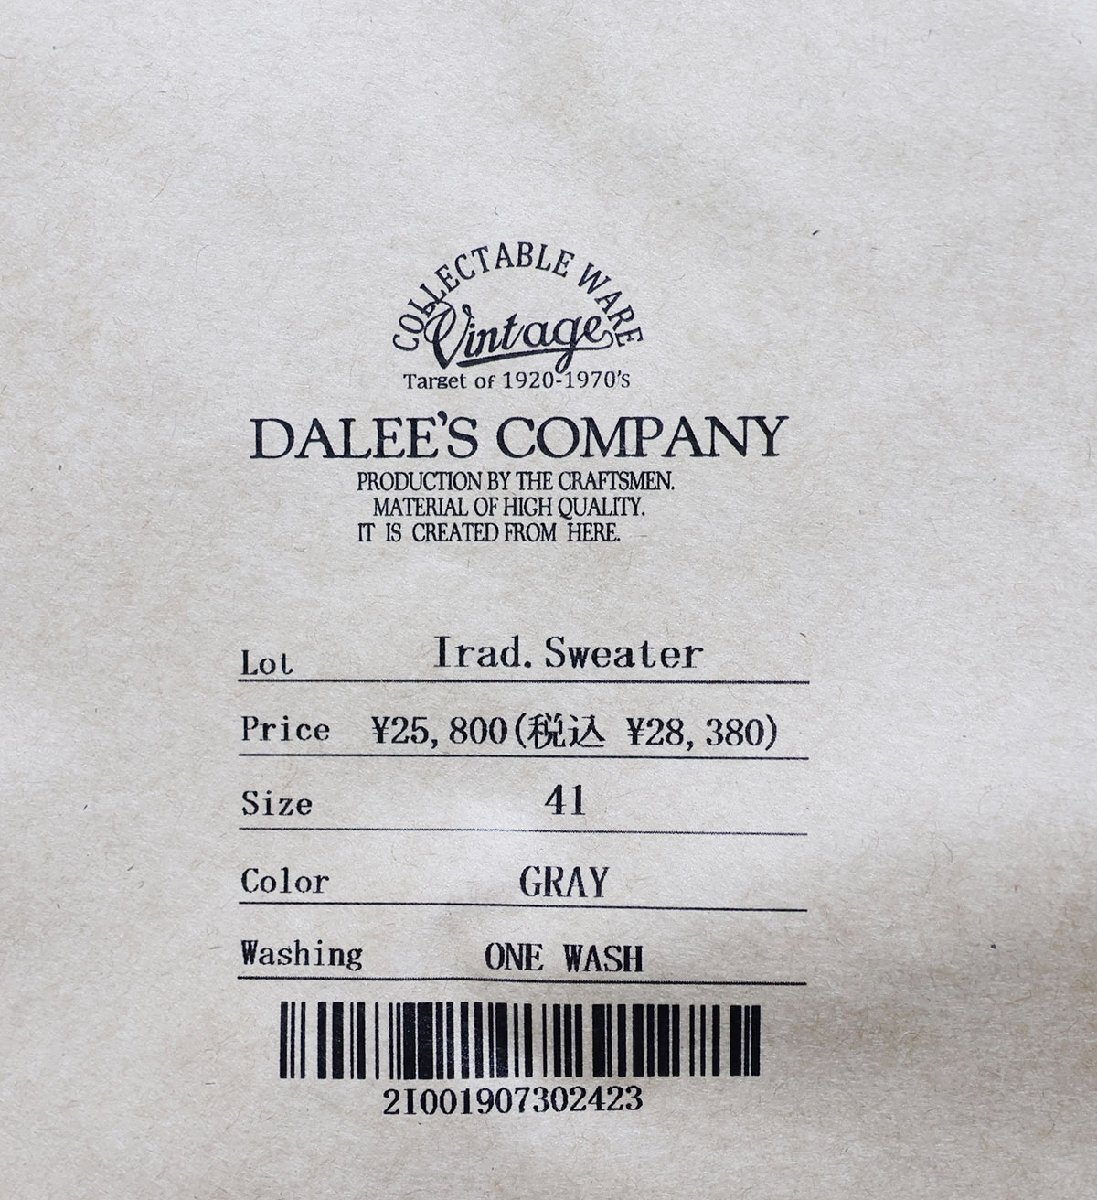 COLLECTABLE WARE
Vintage
Target of 1920-1970's
DALEE'S COMPANY
PRODUCTION BY THE CRAFTSMEN.
MATERIAL OF HIGH QUALITY.
IT IS CREATED FROM HERE.
Lot Irad. Sweater
Price ¥25,800(税込 ¥28,380)
Size 41
Color GRAY
Washing ONE WASH
2I001907302423